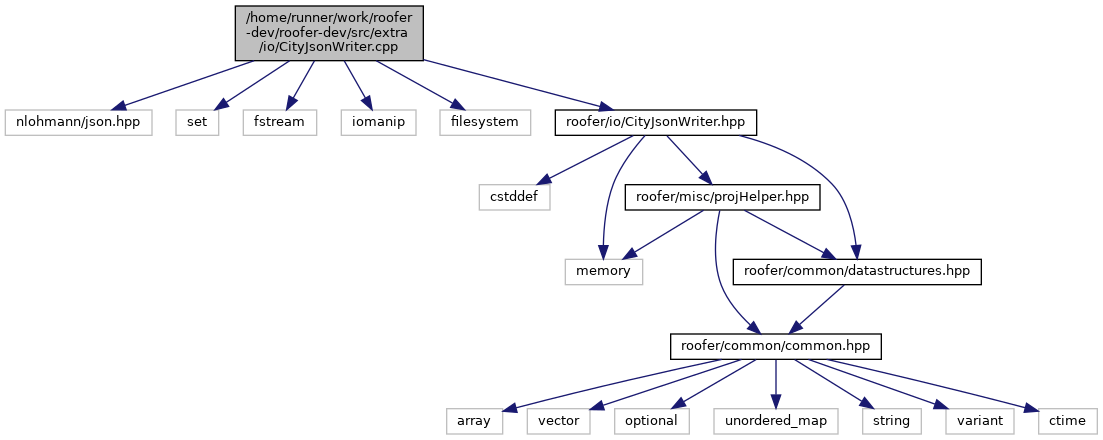 /home/runner/work/roofer
-dev/roofer-dev/src/extra
/io/CityJsonWriter.cpp
nlohmann/json.hpp
set
fstream
iomanip
filesystem
roofer/io/CityJsonWriter.hpp
cstddef
roofer/misc/projHelper.hpp
memory
roofer/common/datastructures.hpp
roofer/common/common.hpp
array
vector
optional
unordered_map
string
variant
ctime